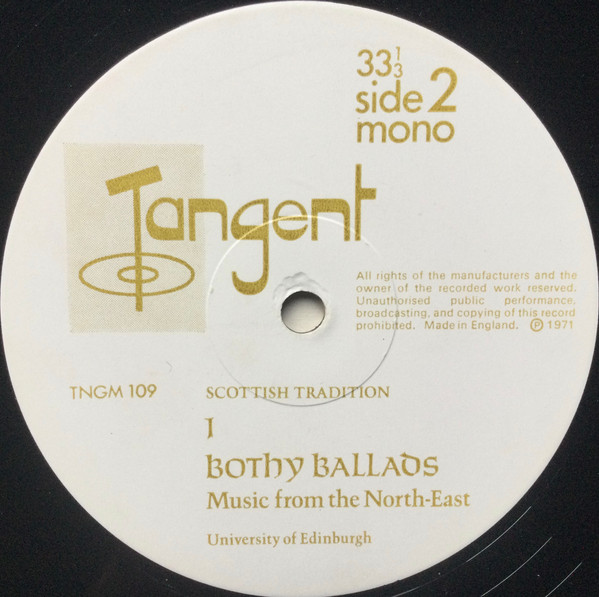 33 1/3
side 2
mono
Tangent
All rights of the manufacturers and the
owner of the recorded work reserved.
Unauthorised public performance,
broadcasting, and copying of this record
prohibited. Made in England. ℗ 1971
TNGM 109 SCOTTISH TRADITION
I
BOTHY BALLADS
Music from the North-East
University of Edinburgh